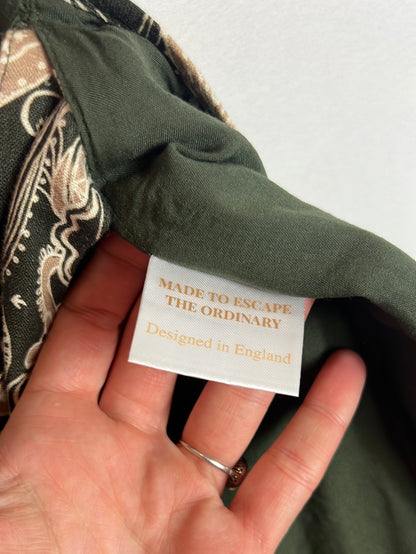 MADE TO ESCAPE
THE ORDINARY
Designed in England